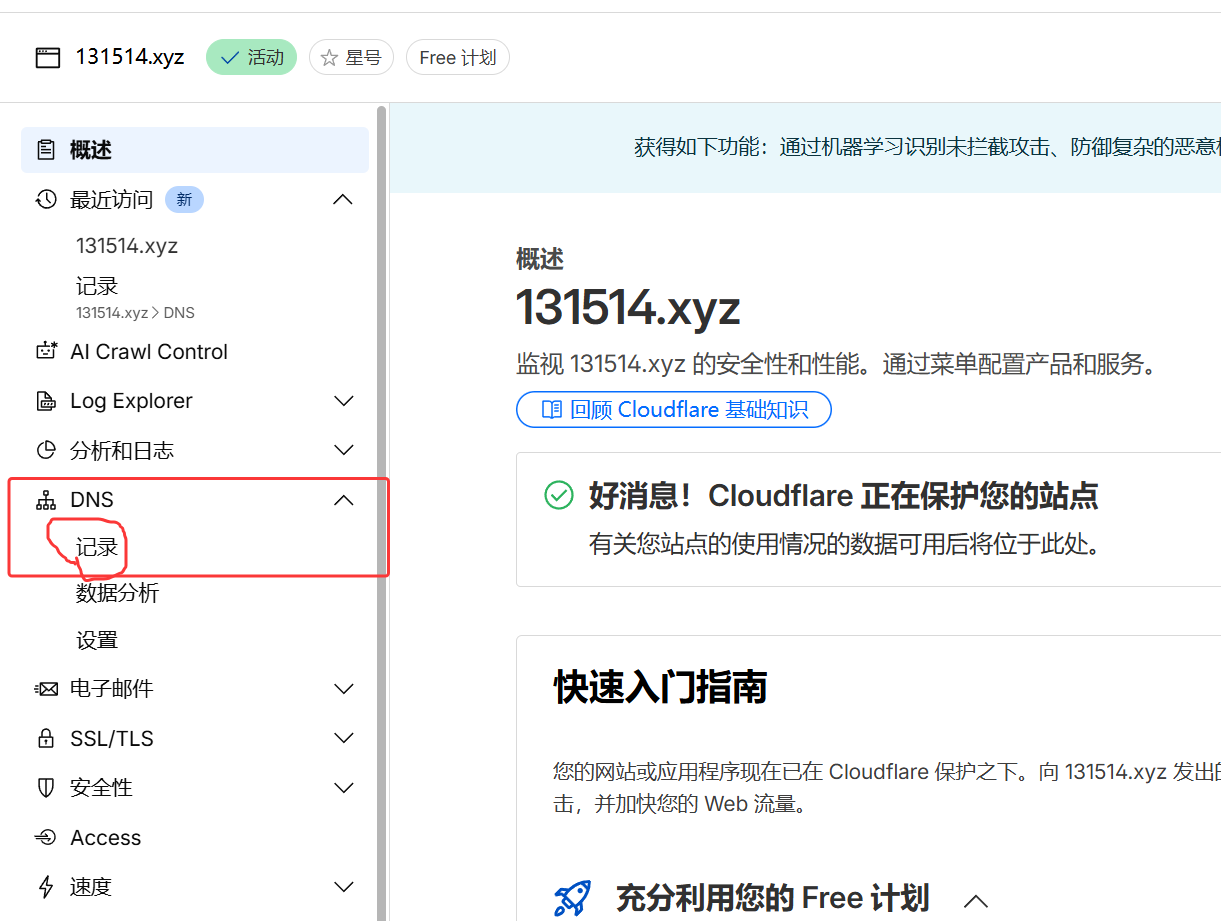 131514.xyz 活动 星号 Free 计划
概述
最近访问 新
131514.xyz
记录
131514.xyz > DNS
AI Crawl Control
Log Explorer
分析和日志
DNS
记录
数据分析
设置
电子邮件
SSL/TLS
安全性
Access
速度
获得如下功能：通过机器学习识别未拦截攻击、防御复杂的恶意
概述
131514.xyz
监视 131514.xyz 的安全性和性能。通过菜单配置产品和服务。
回顾 Cloudflare 基础知识
好消息！Cloudflare 正在保护您的站点
有关您站点的使用情况的数据可用后将位于此处。
快速入门指南
您的网站或应用程序现在已在 Cloudflare 保护之下。向 131514.xyz 发出
击，并加快您的 Web 流量。
充分利用您的 Free 计划